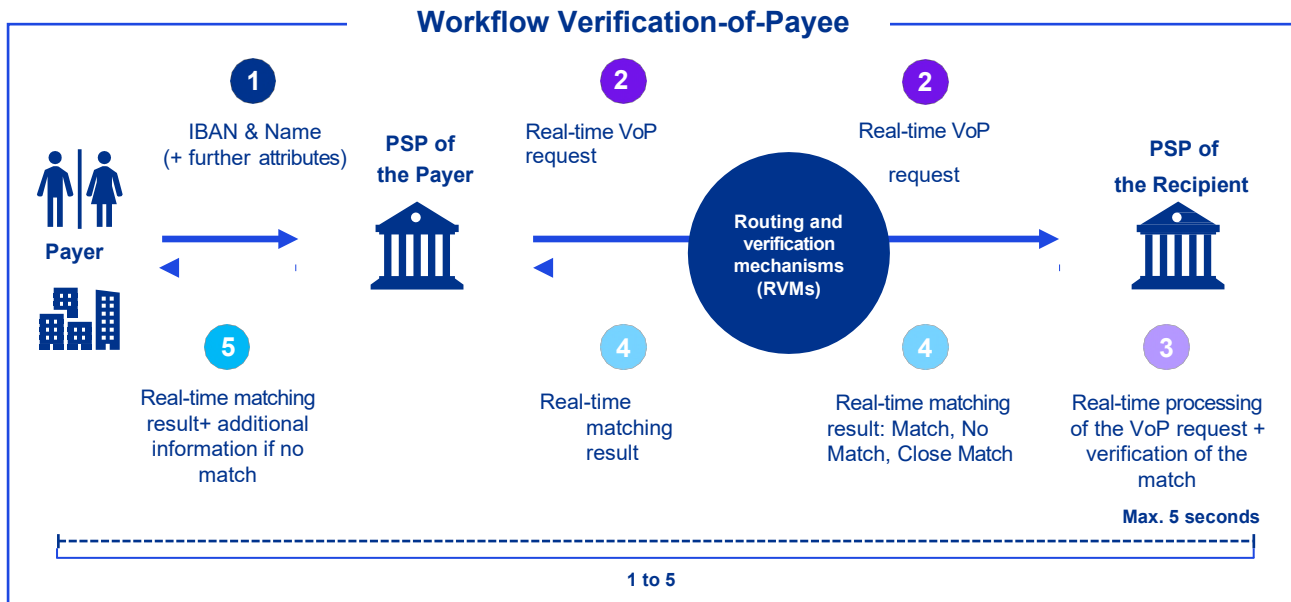 Workflow Verification-of-Payee
1
IBAN & Name
(+ further attributes)
PSP of
the Payer
2
Real-time VoP
request
2
Real-time VoP
request
PSP of
the Recipient
Payer
Routing and
verification
mechanisms
(RVMs)
5
Real-time matching
result+ additional
information if no
match
4
Real-time
matching
result
4
Real-time matching
result: Match, No
Match, Close Match
3
Real-time processing
of the VoP request +
verification of the
match
Max. 5 seconds
1 to 5